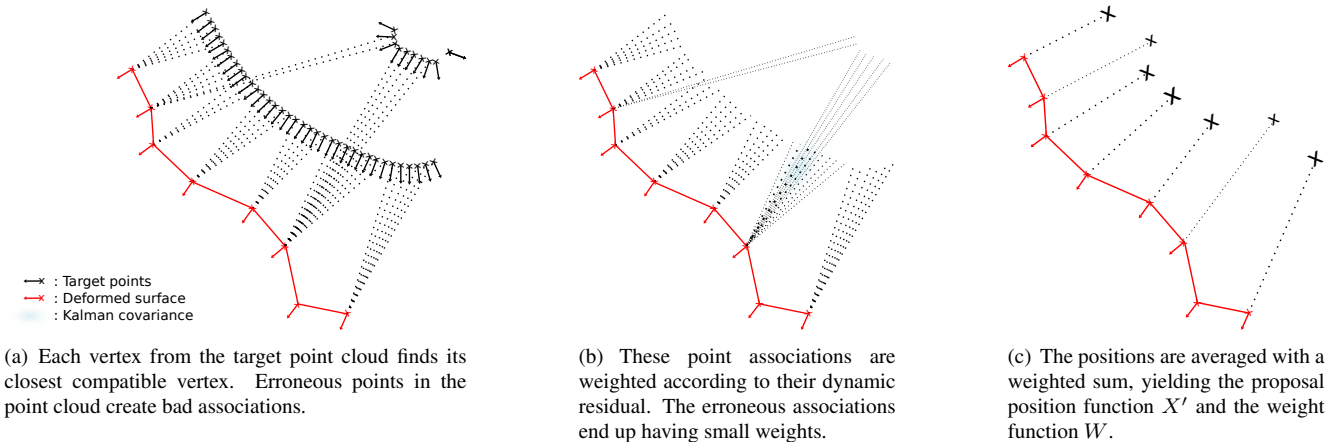 : Target points
: Deformed surface
: Kalman covariance
(a) Each vertex from the target point cloud finds its
closest compatible vertex. Erroneous points in the
point cloud create bad associations.
(b) These point associations are
weighted according to their dynamic
residual. The erroneous associations
end up having small weights.
(c) The positions are averaged with a
weighted sum, yielding the proposal
position function X′ and the weight
function W.